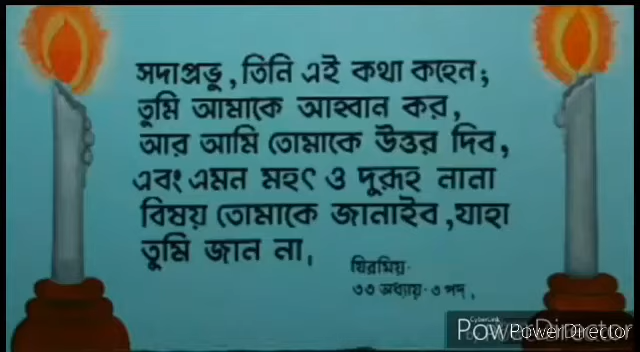 সদাপ্রভু, তিনি এই কথা কহেন;
তুমি আমাকে আহ্বান কর,
আর আমি তোমাকে উত্তর দিব,
এবং এমন মহৎ ও দুরূহ নানা
বিষয় তোমাকে জানাইব, যাহা
তুমি জান না,
যিরমিয়·
৩৩ অধ্যায়· ৩ পদ,
CyberLink
PowerDirector